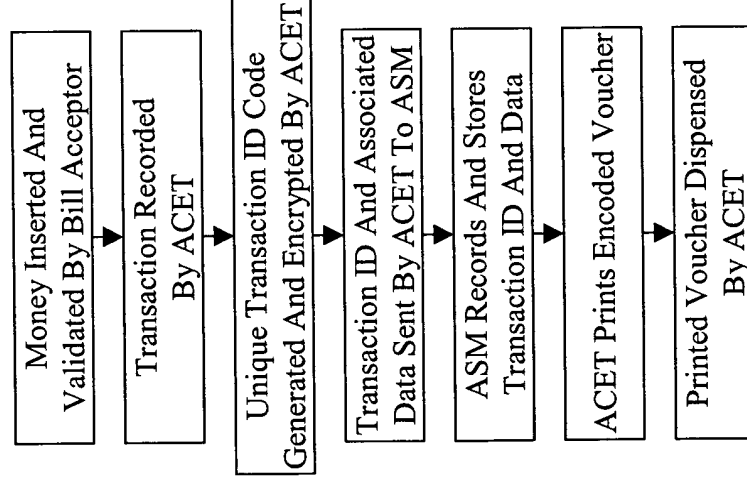 Money Inserted And
Validated By Bill Acceptor
Transaction Recorded
By ACET
Unique Transaction ID Code
Generated And Encrypted By ACET
Transaction ID And Associated
Data Sent By ACET To ASM
ASM Records And Stores
Transaction ID And Data
ACET Prints Encoded Voucher
Printed Voucher Dispensed
By ACET